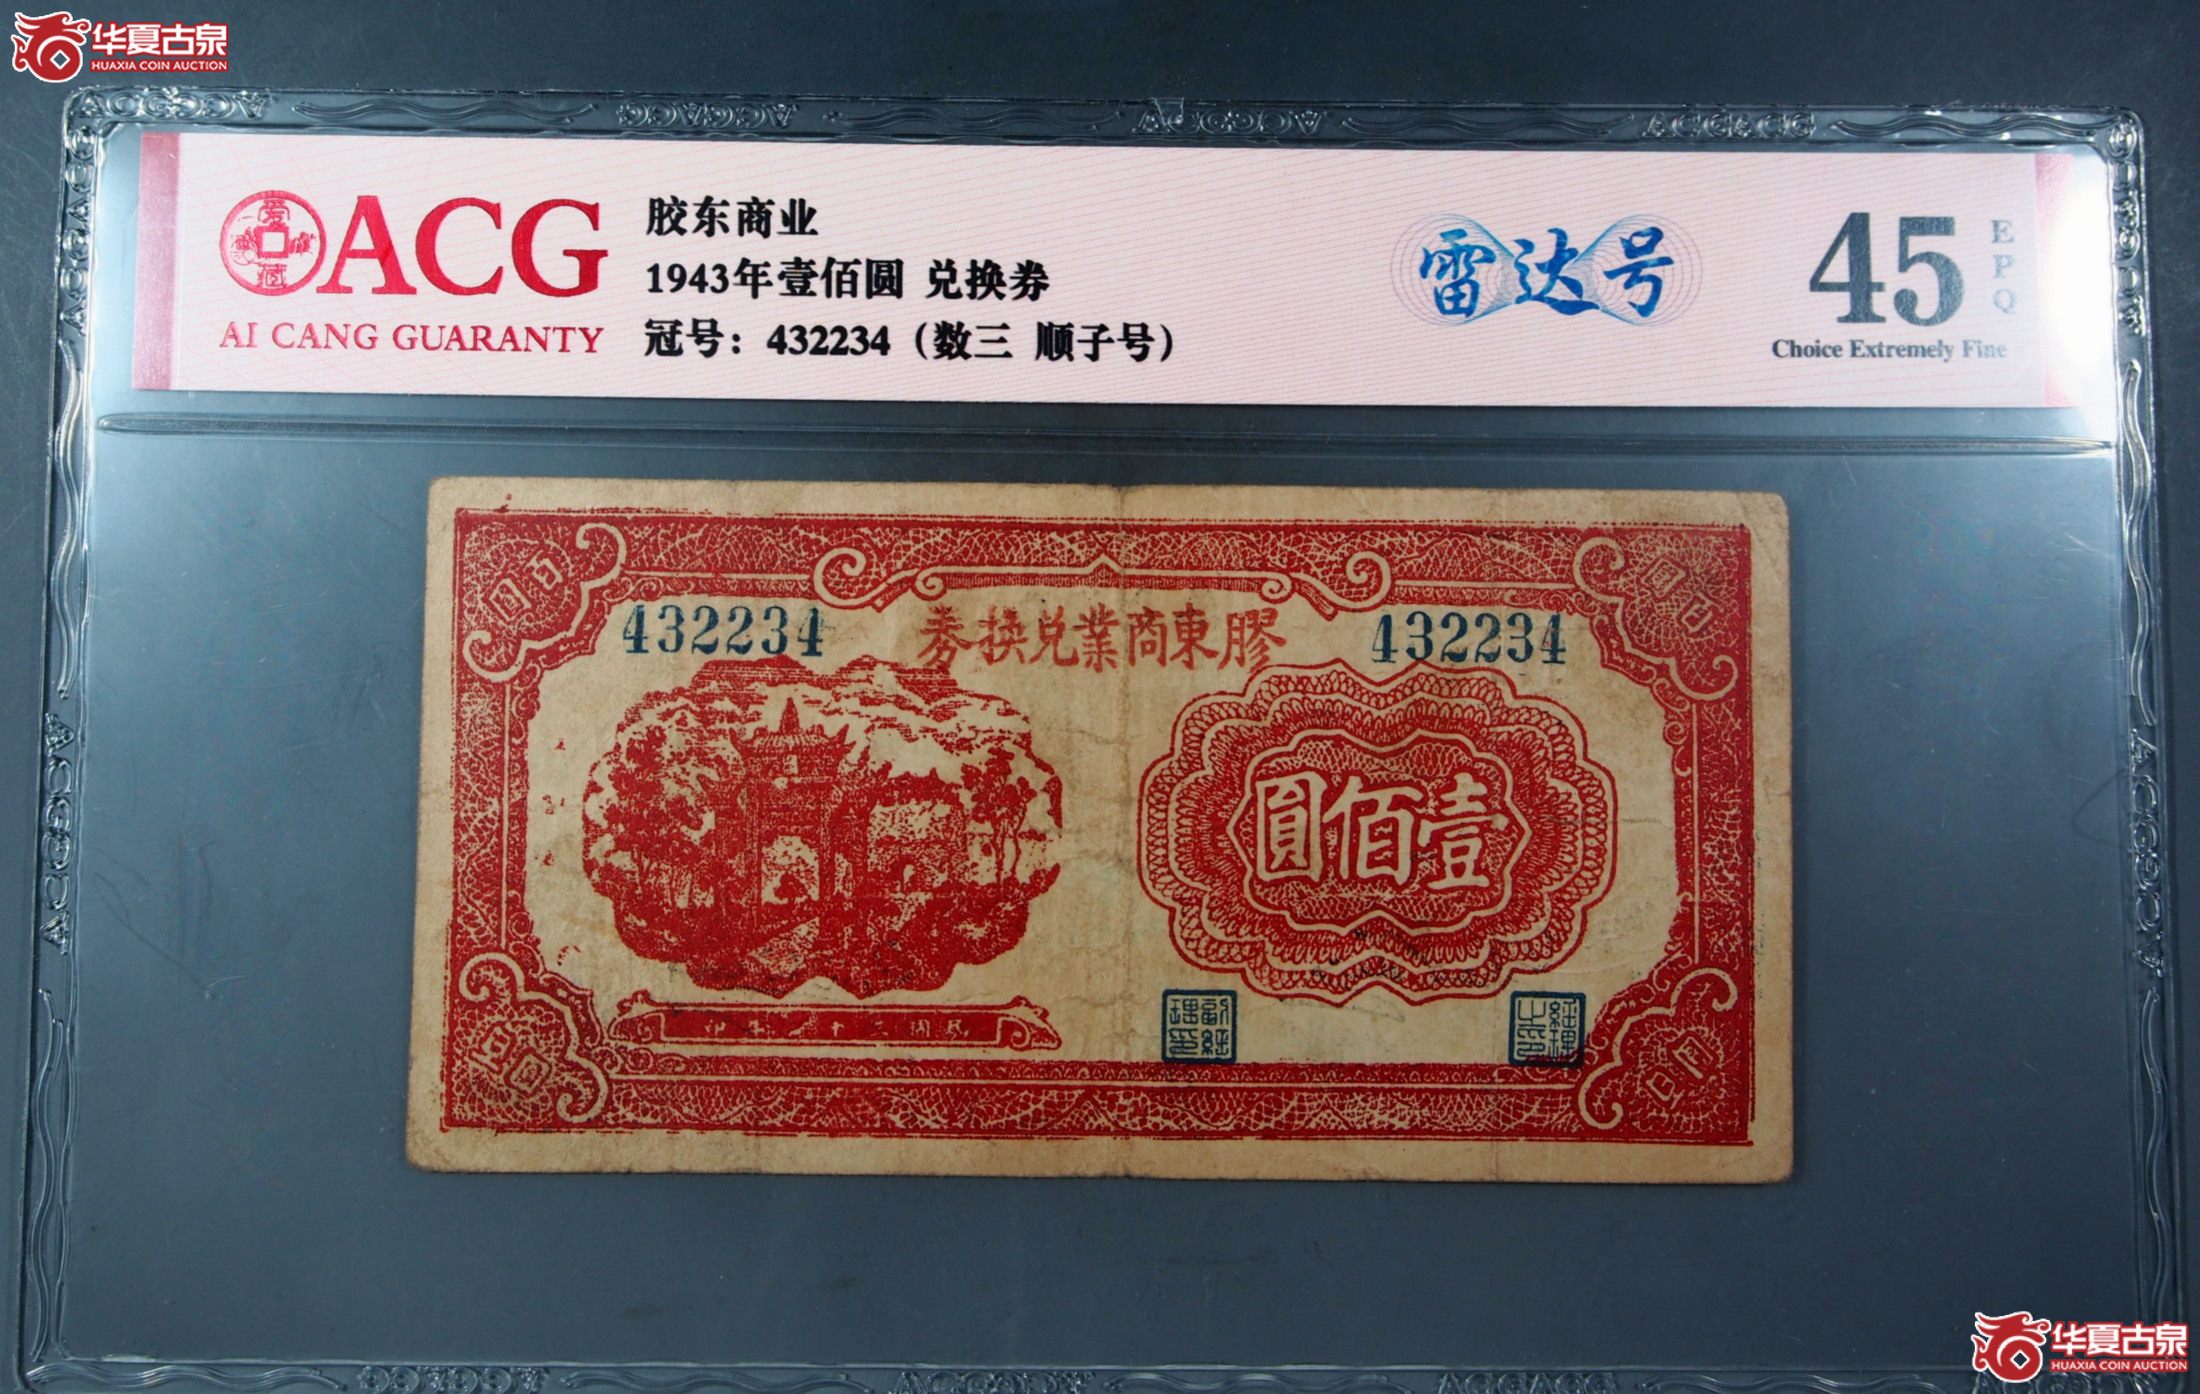 华夏古泉
HUAXIA COIN AUCTION
ACG
AI CANG GUARANTY
胶东商业
1943年壹佰圆 兑换券
冠号：432234（数三 顺子号）
雷达号
45
EPQ
Choice Extremely Fine
432234
膠東商業兑换券
432234
壹佰圓
华夏古泉
HUAXIA COIN AUCTION